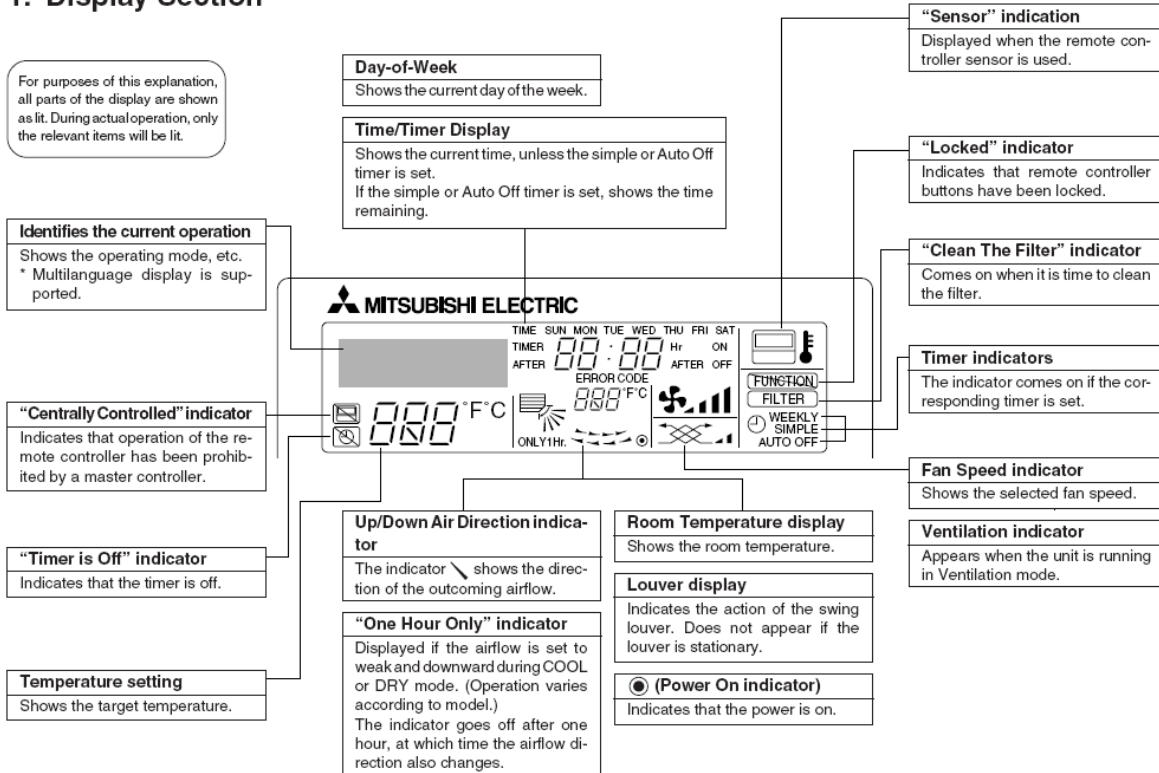 1. Display Section
For purposes of this explanation,
all parts of the display are shown
as lit. During actual operation, only
the relevant items will be lit.
Day-of-Week
Shows the current day of the week.
Time/Timer Display
Shows the current time, unless the simple or Auto Off
timer is set.
If the simple or Auto Off timer is set, shows the time
remaining.
“Sensor” indication
Displayed when the remote con-
troller sensor is used.
“Locked” indicator
Indicates that remote controller
buttons have been locked.
“Clean The Filter” indicator
Comes on when it is time to clean
the filter.
Timer indicators
The indicator comes on if the cor-
responding timer is set.
Fan Speed indicator
Shows the selected fan speed.
Ventilation indicator
Appears when the unit is running
in Ventilation mode.
Identifies the current operation
Shows the operating mode, etc.
* Multilanguage display is sup-
ported.
“Centrally Controlled” indicator
Indicates that operation of the re-
mote controller has been prohib-
ited by a master controller.
“Timer is Off” indicator
Indicates that the timer is off.
Temperature setting
Shows the target temperature.
MITSUBISHI ELECTRIC
TIME SUN MON TUE WED THU FRI SAT
TIMER 88:88 Hr ON
AFTER AFTER OFF
ERROR CODE
888°F°C
888°F°C
ONLY1Hr.
FUNCTION
FILTER
WEEKLY
SIMPLE
AUTO OFF
Up/Down Air Direction indica-
tor
The indicator shows the direc-
tion of the outcoming airflow.
“One Hour Only” indicator
Displayed if the airflow is set to
weak and downward during COOL
or DRY mode. (Operation varies
according to model.)
The indicator goes off after one
hour, at which time the airflow di-
rection also changes.
Room Temperature display
Shows the room temperature.
Louver display
Indicates the action of the swing
louver. Does not appear if the
louver is stationary.
(Power On indicator)
Indicates that the power is on.